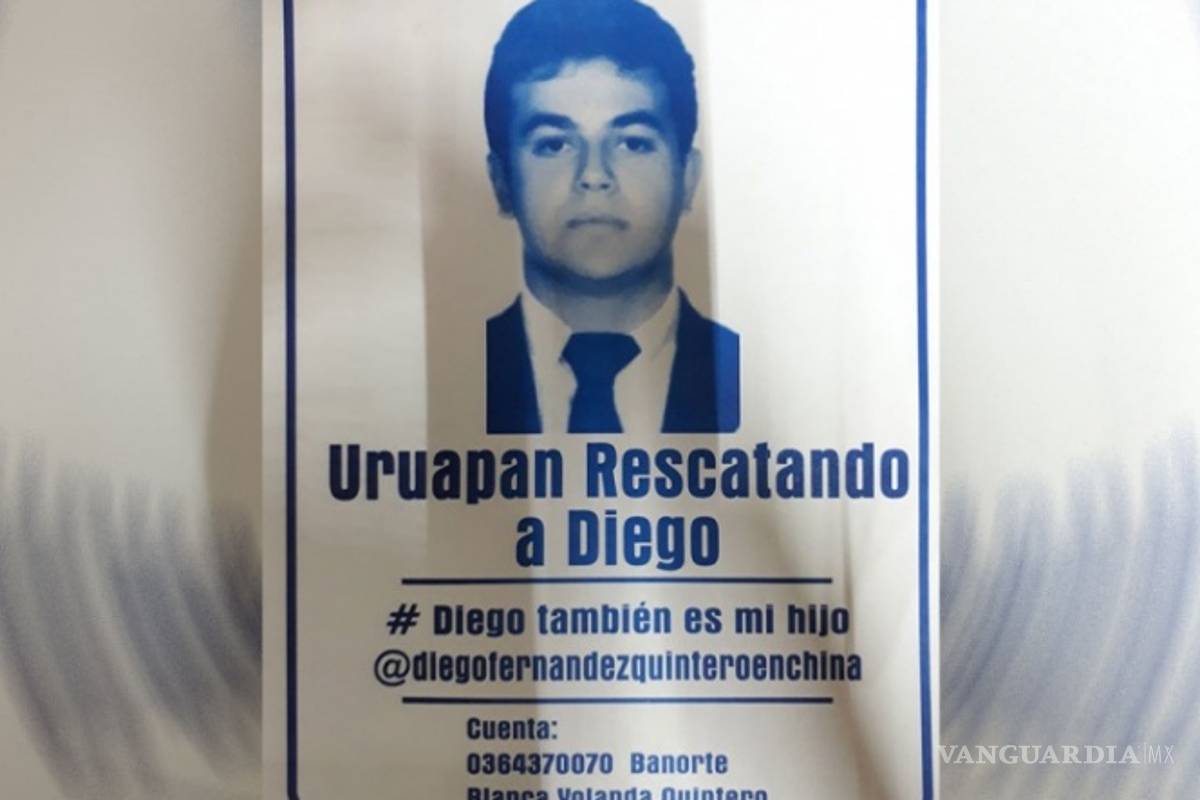 Uruapan Rescatando
a Diego
# Diego también es mi hijo
@diegofernandezquinteroenchina
Cuenta:
0364370070 Banorte
Blanca Yolanda Quintero
VANGUARDIA|MX